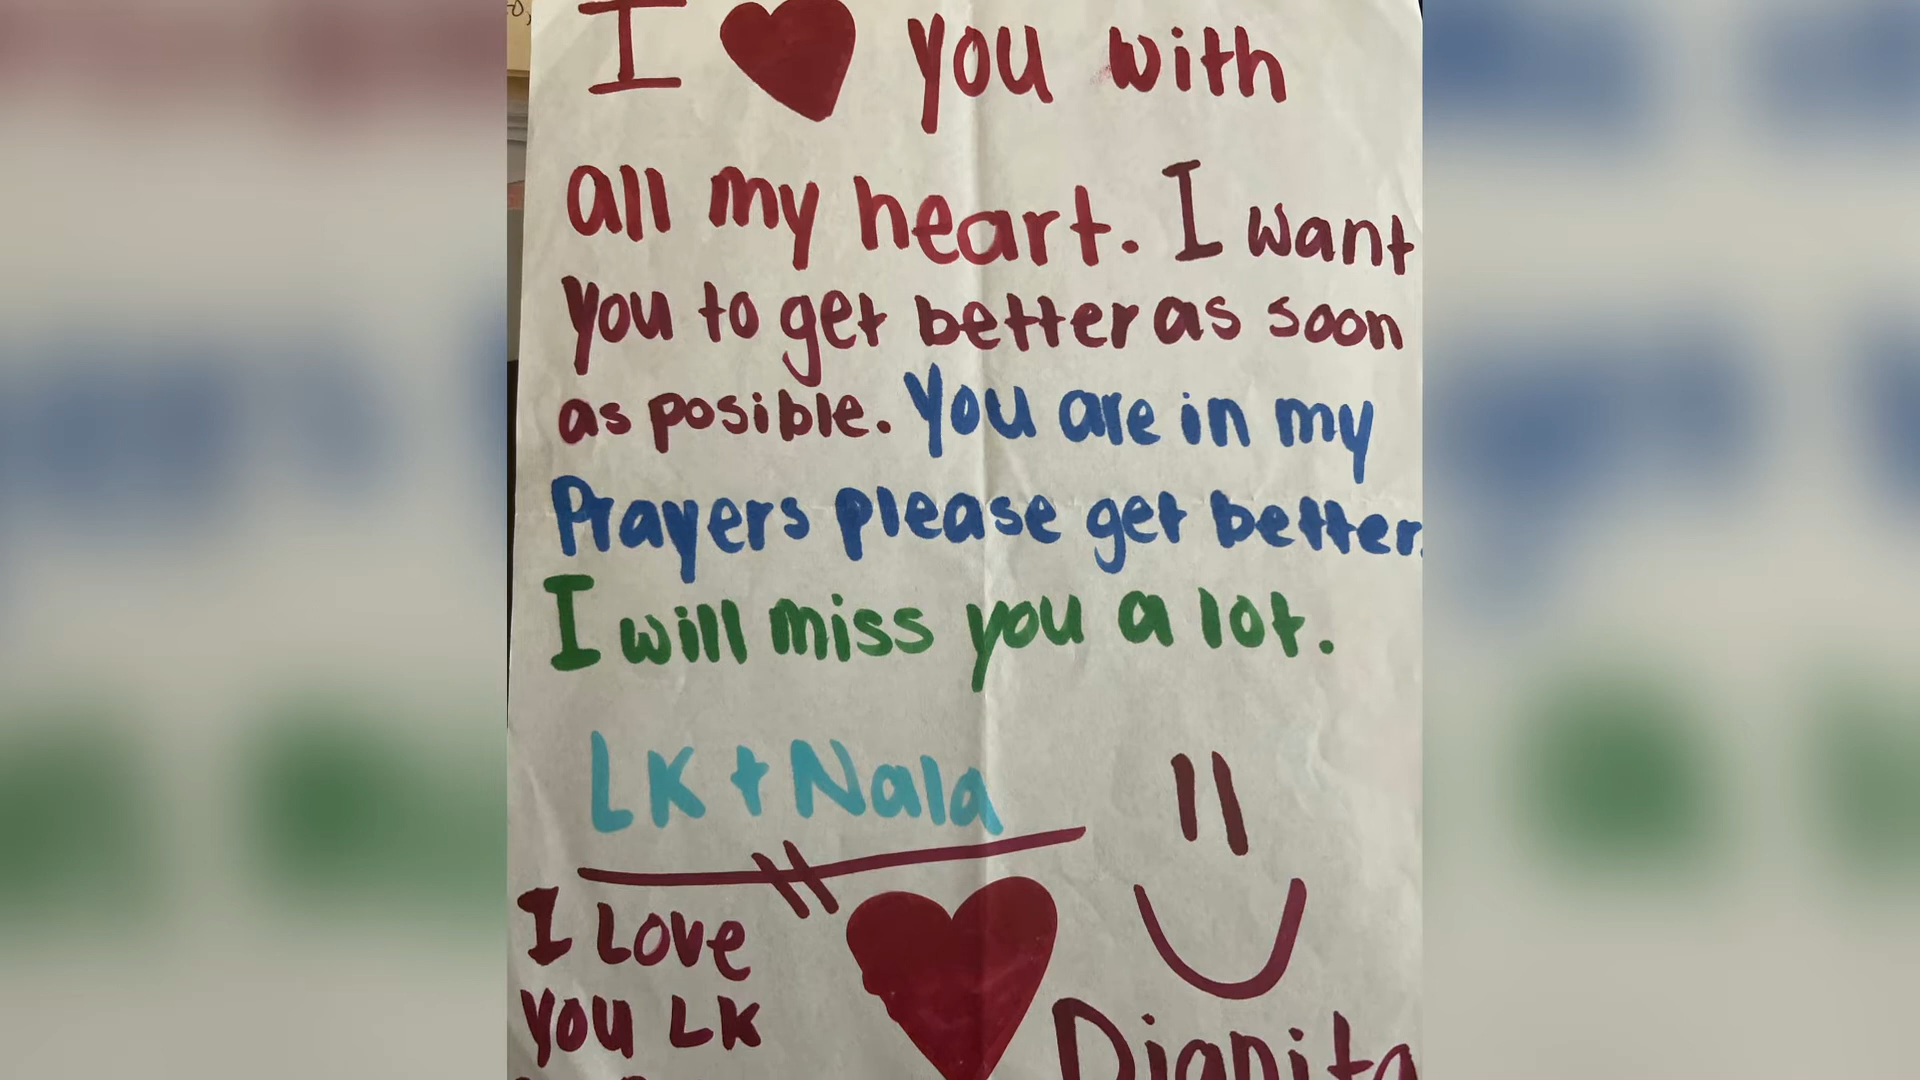 I ❤ you with
all my heart. I want
you to get better as soon
as posible. You are in my
Prayers please get better.
I will miss you a lot.
LK + Nala
I Love
you LK